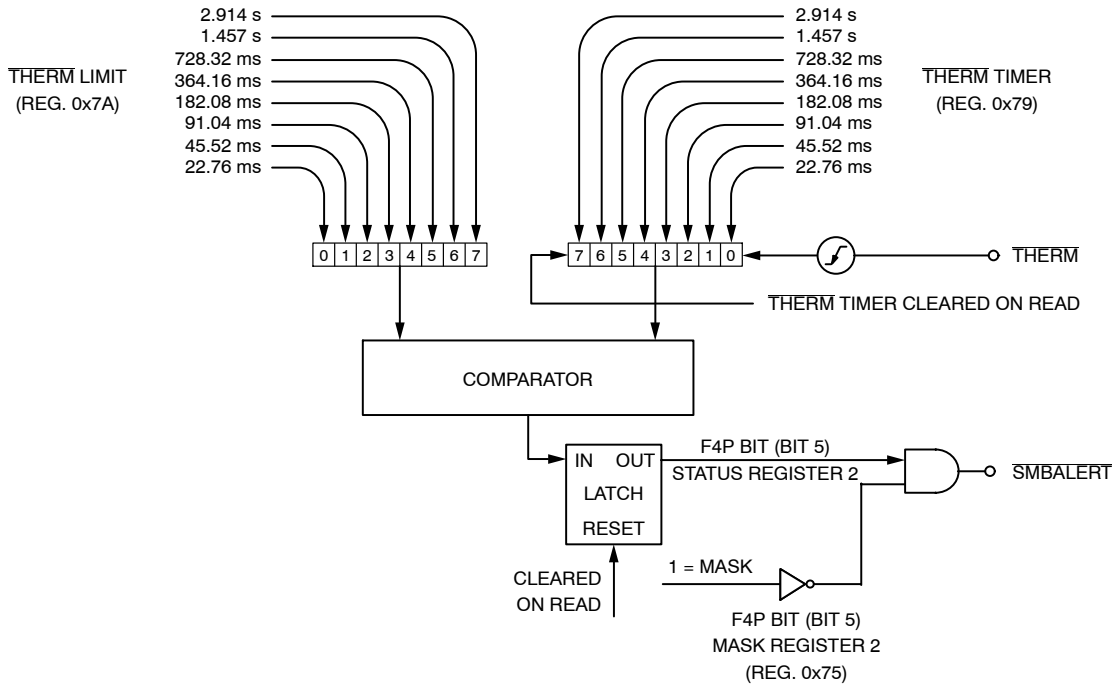 2.914 s
1.457 s
728.32 ms
364.16 ms
182.08 ms
91.04 ms
45.52 ms
22.76 ms
THERM LIMIT
(REG. 0x7A)
2.914 s
1.457 s
728.32 ms
364.16 ms
182.08 ms
91.04 ms
45.52 ms
22.76 ms
THERM TIMER
(REG. 0x79)
0 1 2 3 4 5 6 7
7 6 5 4 3 2 1 0
THERM
THERM TIMER CLEARED ON READ
COMPARATOR
IN OUT
LATCH
RESET
F4P BIT (BIT 5)
STATUS REGISTER 2
SMBALERT
CLEARED
ON READ
1 = MASK
F4P BIT (BIT 5)
MASK REGISTER 2
(REG. 0x75)